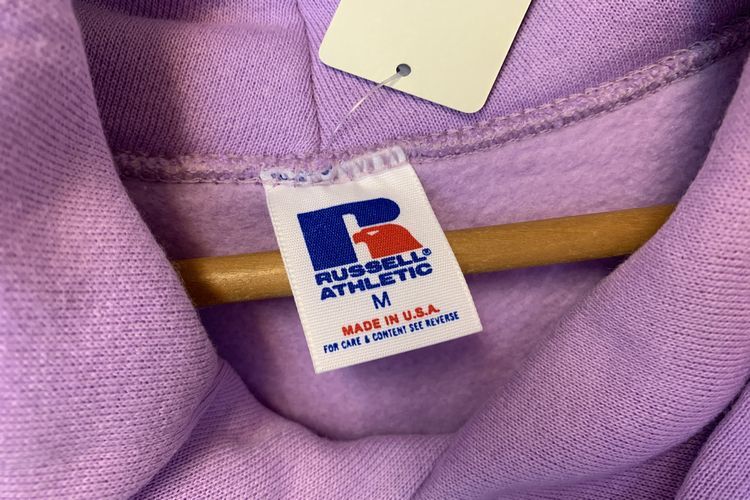 R
RUSSELL®
ATHLETIC
M
MADE IN U.S.A.
FOR CARE & CONTENT SEE REVERSE